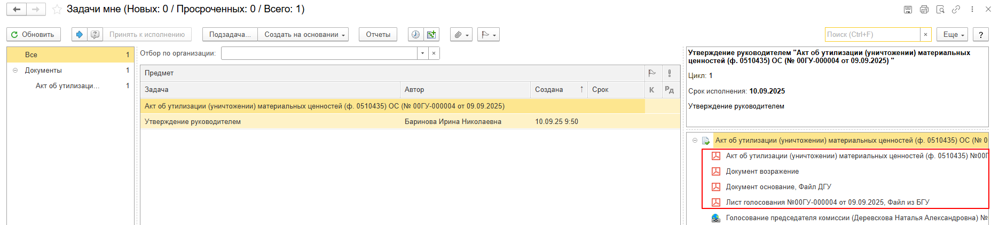 Задачи мне (Новых: 0 / Просроченных: 0 / Всего: 1)
Обновить
Принять к исполнению
Подзадача...
Создать на основании
Отчеты
Поиск (Ctrl+F)
×
Еще
?
Все 1
Документы 1
Акт об утилизаци... 1
Отбор по организации:
×
Предмет
Задача Автор Создана ↑ Срок К Рд
Акт об утилизации (уничтожении) материальных ценностей (ф. 0510435) ОС (№ 00ГУ-000004 от 09.09.2025)
Утверждение руководителем Баринова Ирина Николаевна 10.09.25 9:50
Утверждение руководителем "Акт об утилизации (уничтожении) материальных
ценностей (ф. 0510435) ОС (№ 00ГУ-000004 от 09.09.2025) "
Цикл: 1
Срок исполнения: 10.09.2025
Утверждение руководителем
Акт об утилизации (уничтожении) материальных ценностей (ф. 0510435) ОС (№ 0
Акт об утилизации (уничтожении) материальных ценностей (ф. 0510435) №00Г
Документ возражение
Документ основание, Файл ДГУ
Лист голосования №00ГУ-000004 от 09.09.2025, Файл из БГУ
Голосование председателя комиссии (Деревскова Наталья Александровна) №